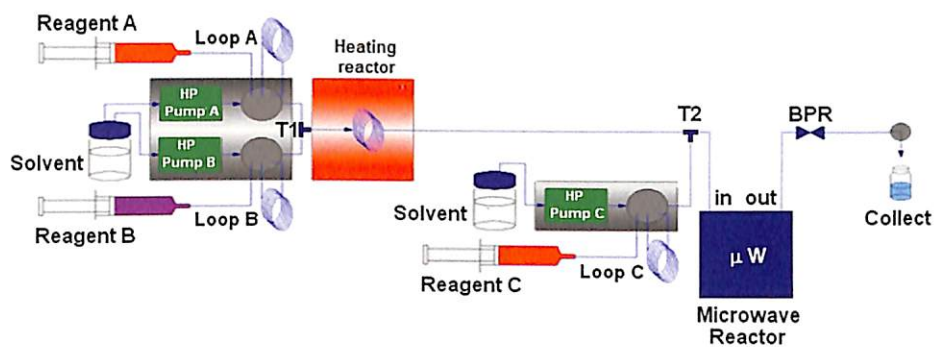 Reagent A
Loop A
Heating
reactor
HP
Pump A
T1
HP
Pump B
Solvent
Loop B
Reagent B
T2
BPR
HP
Pump C
Solvent
in out
Collect
Loop C
Reagent C
μ W
Microwave
Reactor